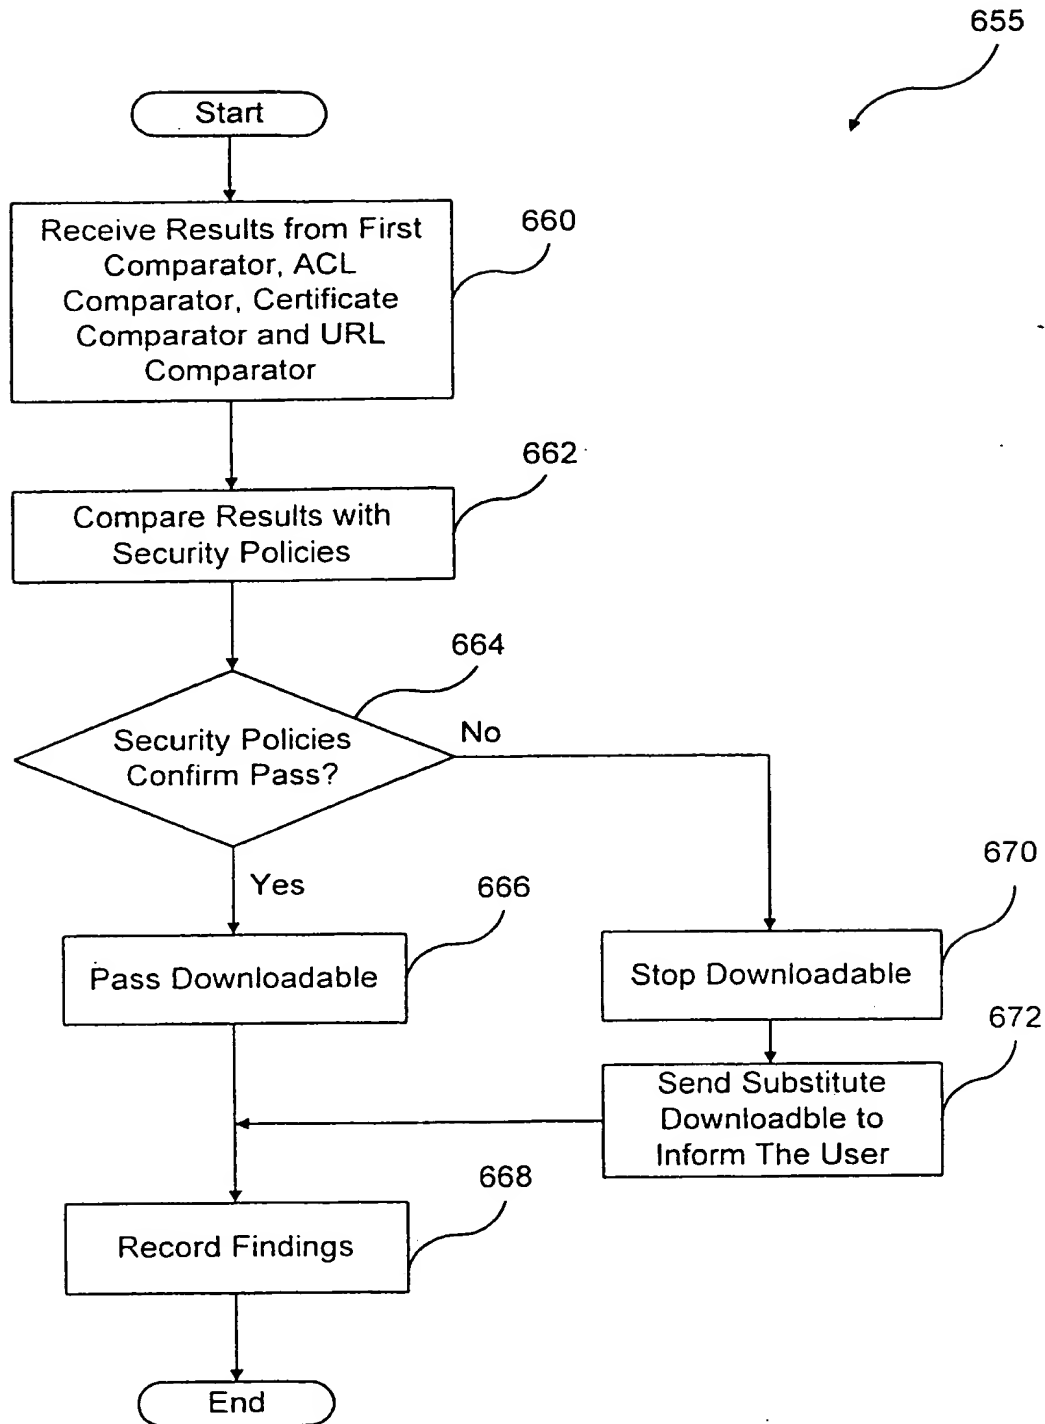 655
Start
Receive Results from First
Comparator, ACL
Comparator, Certificate
Comparator and URL
Comparator
660
Compare Results with
Security Policies
662
664
Security Policies
Confirm Pass?
No
Yes
Pass Downloadable
666
670
Stop Downloadable
672
Send Substitute
Downloadble to
Inform The User
668
Record Findings
End